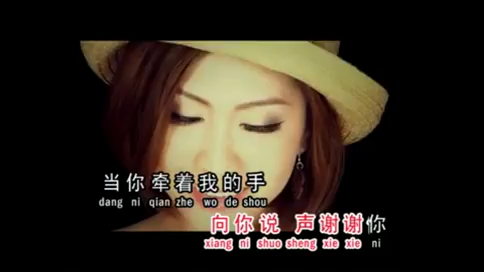 当你牵着我的手
dang ni qian zhe wo de shou
向你说 声谢谢你
xiang ni shuo sheng xie xie ni